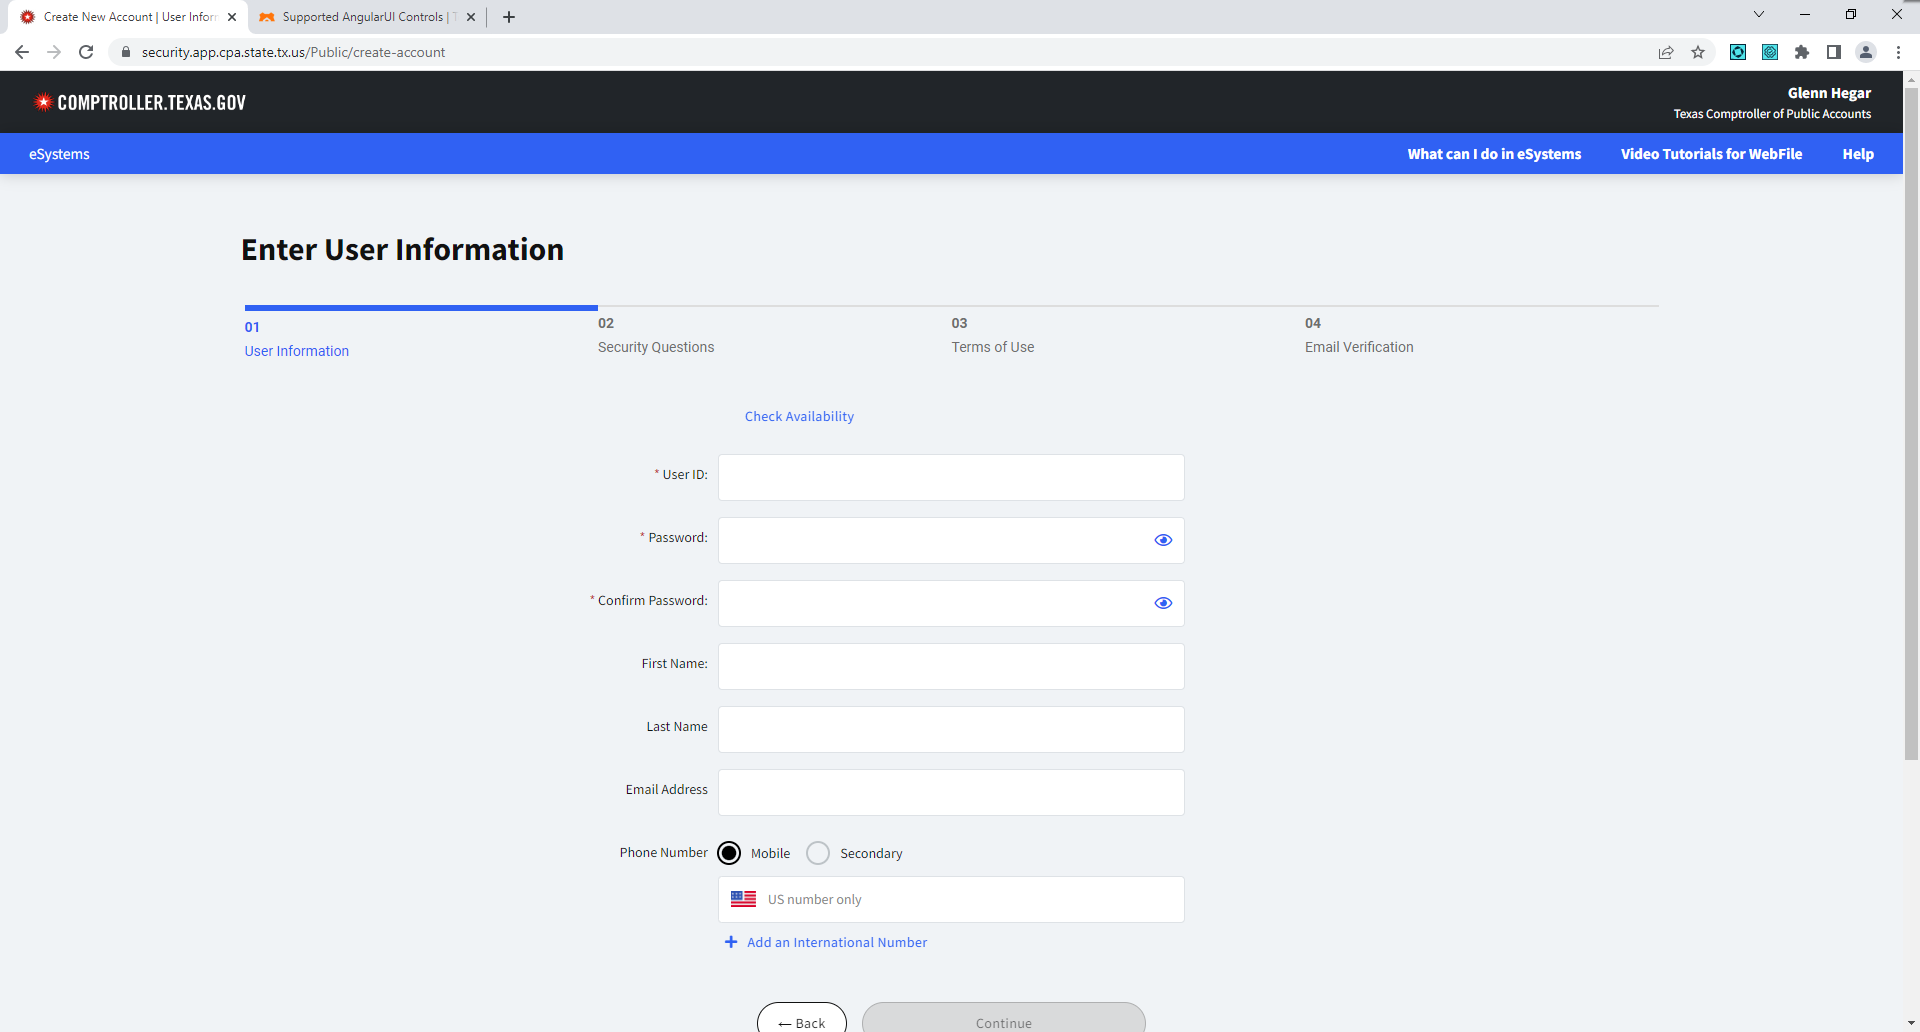 Create New Account | User Inforr
Supported AngularUI Controls | T
security.app.cpa.state.tx.us/Public/create-account
COMPTROLLER.TEXAS.GOV
Glenn Hegar
Texas Comptroller of Public Accounts
eSystems
What can I do in eSystems
Video Tutorials for WebFile
Help
Enter User Information
01
User Information
02
Security Questions
03
Terms of Use
04
Email Verification
Check Availability
* User ID:
* Password:
* Confirm Password:
First Name:
Last Name
Email Address
Phone Number
Mobile
Secondary
US number only
+ Add an International Number
← Back
Continue